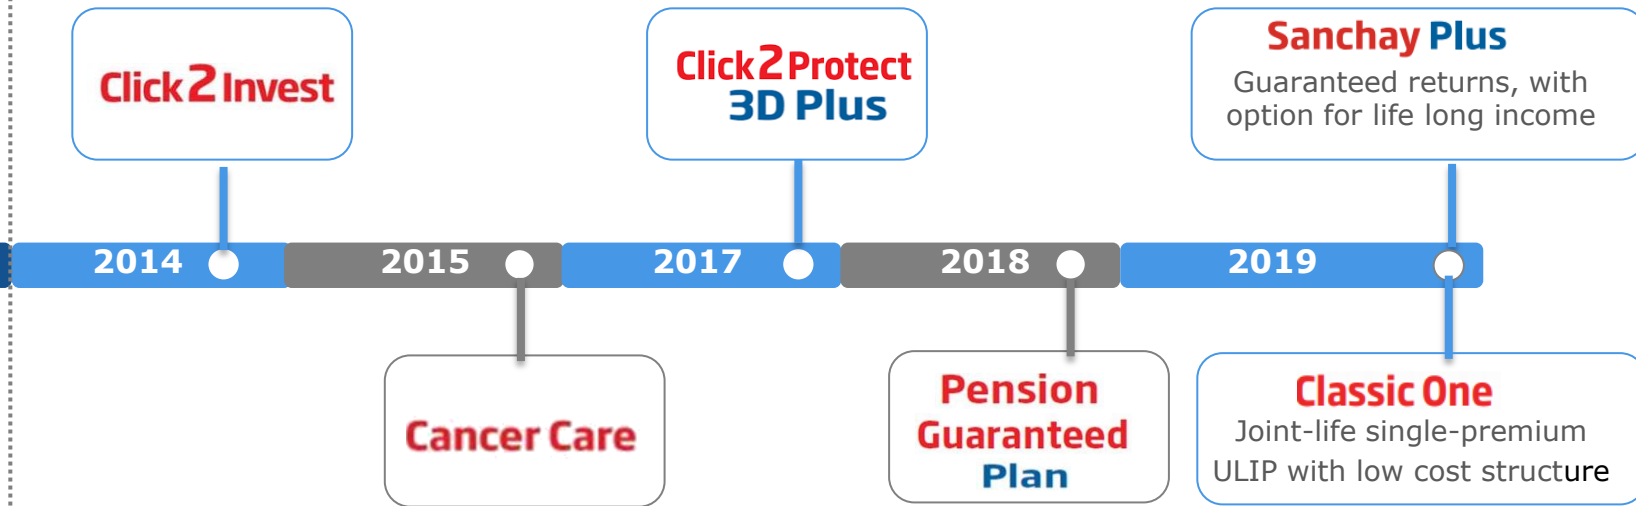 Click2Invest
Click2Protect
3D Plus
Sanchay Plus
Guaranteed returns, with
option for life long income
2014
2015
2017
2018
2019
Cancer Care
Pension
Guaranteed
Plan
Classic One
Joint-life single-premium
ULIP with low cost structure